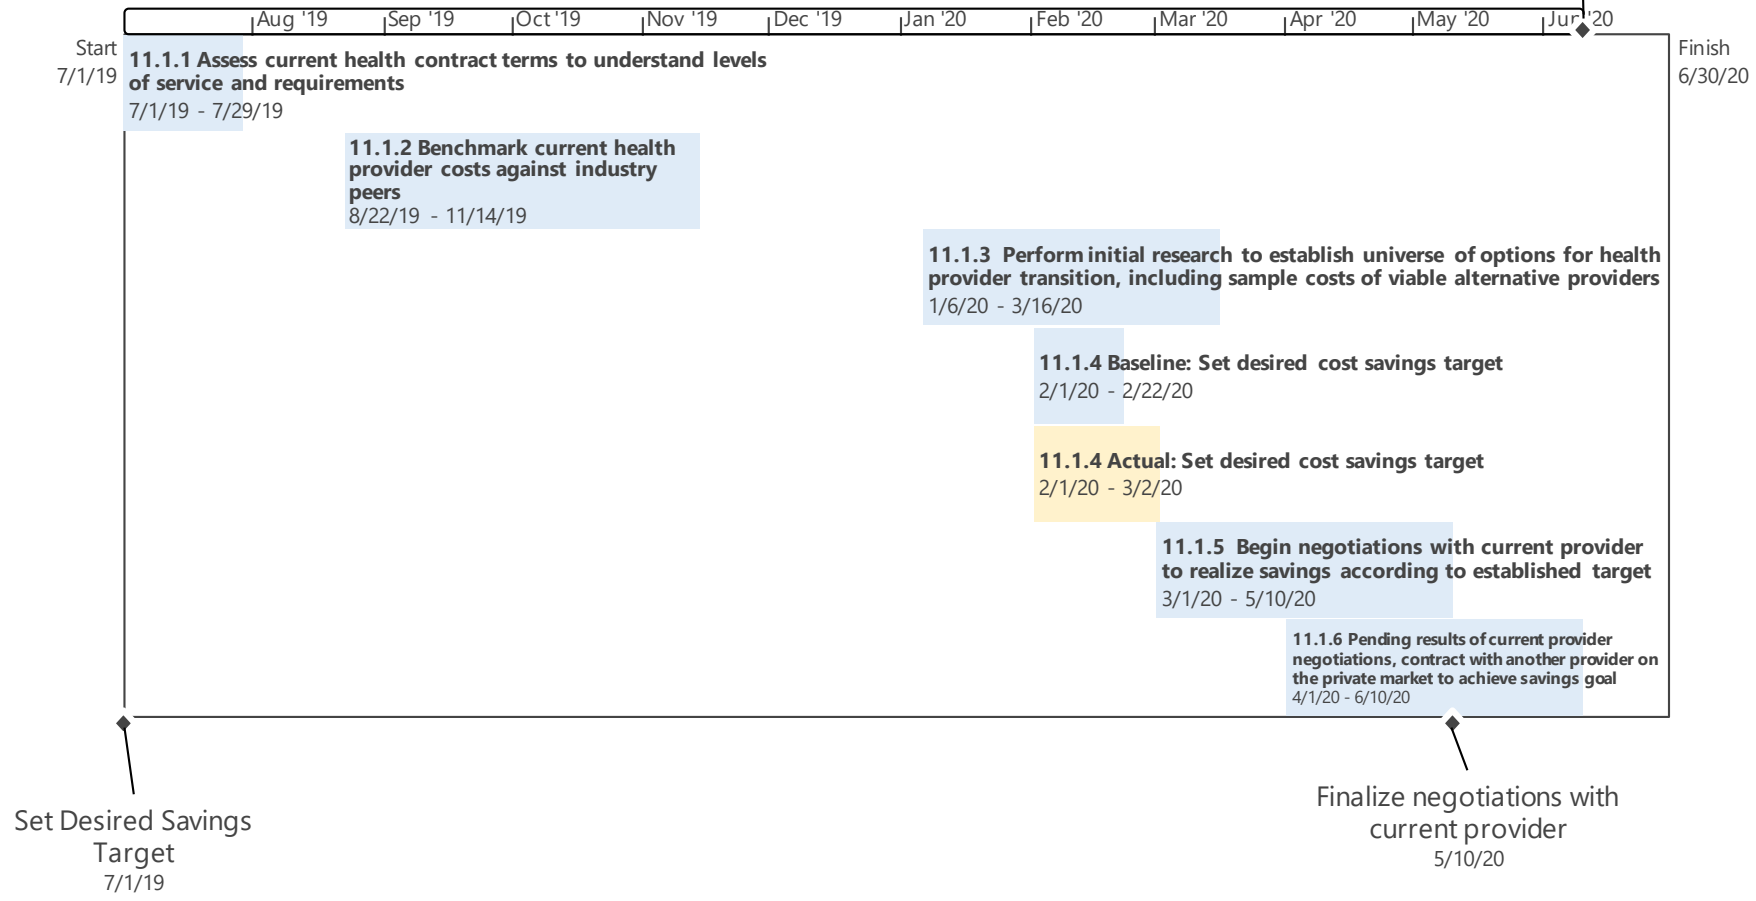 Aug '19 Sep '19 Oct '19 Nov '19 Dec '19 Jan '20 Feb '20 Mar '20 Apr '20 May '20 Jun '20
Start
7/1/19
Finish
6/30/20
11.1.1 Assess current health contract terms to understand levels
of service and requirements
7/1/19 - 7/29/19
11.1.2 Benchmark current health
provider costs against industry
peers
8/22/19 - 11/14/19
11.1.3 Perform initial research to establish universe of options for health
provider transition, including sample costs of viable alternative providers
1/6/20 - 3/16/20
11.1.4 Baseline: Set desired cost savings target
2/1/20 - 2/22/20
11.1.4 Actual: Set desired cost savings target
2/1/20 - 3/2/20
11.1.5 Begin negotiations with current provider
to realize savings according to established target
3/1/20 - 5/10/20
11.1.6 Pending results of current provider
negotiations, contract with another provider on
the private market to achieve savings goal
4/1/20 - 6/10/20
Set Desired Savings
Target
7/1/19
Finalize negotiations with
current provider
5/10/20